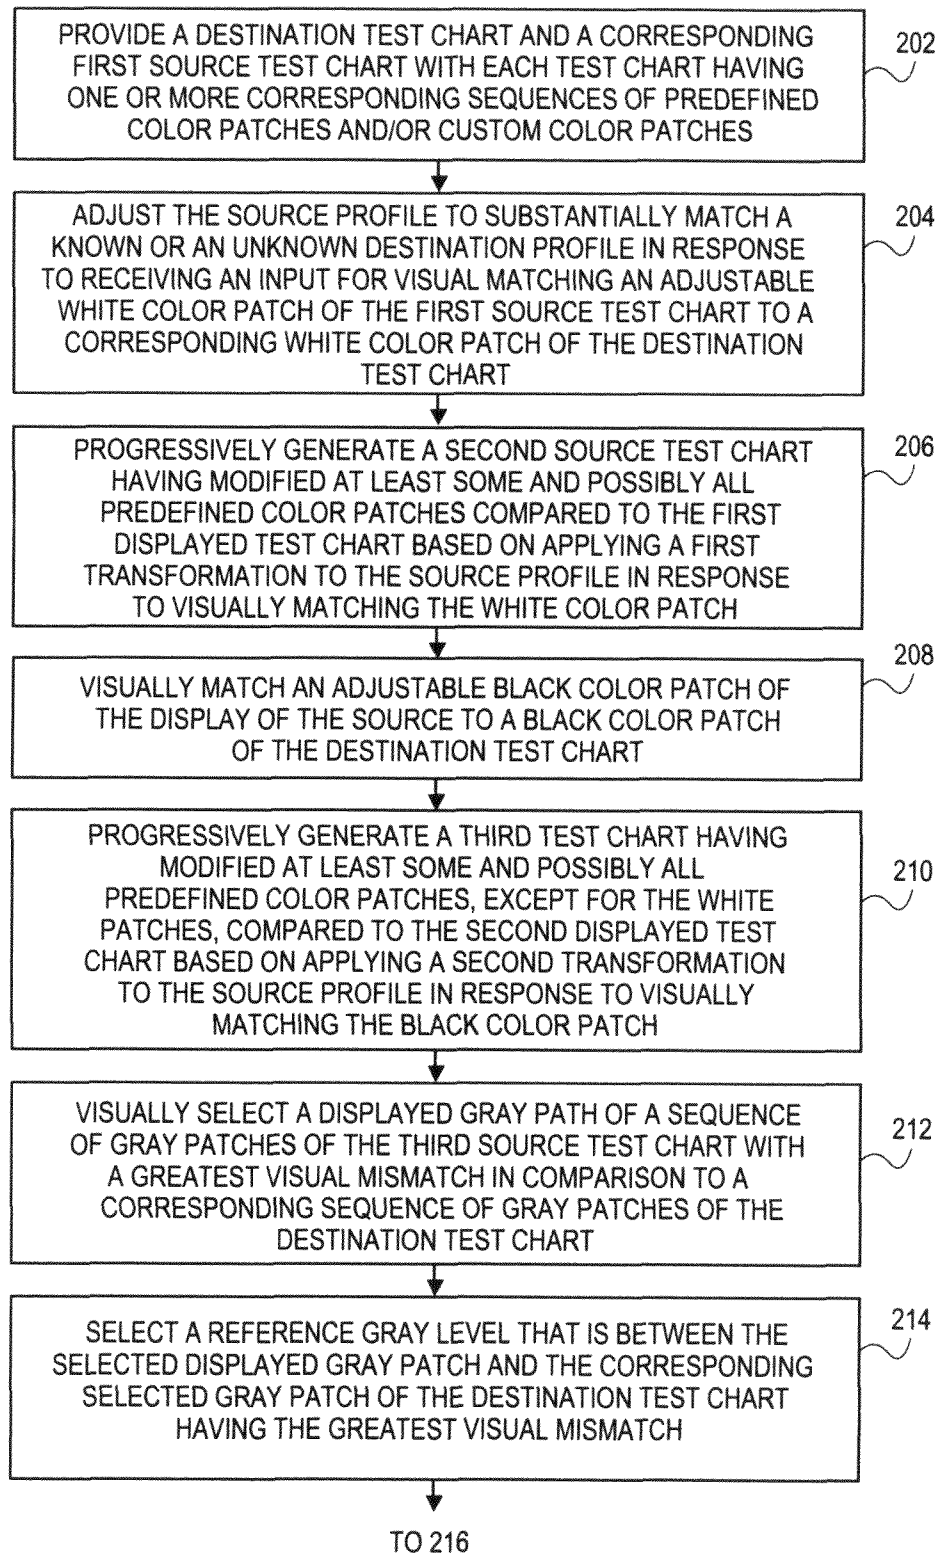 PROVIDE A DESTINATION TEST CHART AND A CORRESPONDING
FIRST SOURCE TEST CHART WITH EACH TEST CHART HAVING
ONE OR MORE CORRESPONDING SEQUENCES OF PREDEFINED
COLOR PATCHES AND/OR CUSTOM COLOR PATCHES
202
ADJUST THE SOURCE PROFILE TO SUBSTANTIALLY MATCH A
KNOWN OR AN UNKNOWN DESTINATION PROFILE IN RESPONSE
TO RECEIVING AN INPUT FOR VISUAL MATCHING AN ADJUSTABLE
WHITE COLOR PATCH OF THE FIRST SOURCE TEST CHART TO A
CORRESPONDING WHITE COLOR PATCH OF THE DESTINATION
TEST CHART
204
PROGRESSIVELY GENERATE A SECOND SOURCE TEST CHART
HAVING MODIFIED AT LEAST SOME AND POSSIBLY ALL
PREDEFINED COLOR PATCHES COMPARED TO THE FIRST
DISPLAYED TEST CHART BASED ON APPLYING A FIRST
TRANSFORMATION TO THE SOURCE PROFILE IN RESPONSE
TO VISUALLY MATCHING THE WHITE COLOR PATCH
206
VISUALLY MATCH AN ADJUSTABLE BLACK COLOR PATCH OF
THE DISPLAY OF THE SOURCE TO A BLACK COLOR PATCH
OF THE DESTINATION TEST CHART
208
PROGRESSIVELY GENERATE A THIRD TEST CHART HAVING
MODIFIED AT LEAST SOME AND POSSIBLY ALL
PREDEFINED COLOR PATCHES, EXCEPT FOR THE WHITE
PATCHES, COMPARED TO THE SECOND DISPLAYED TEST
CHART BASED ON APPLYING A SECOND TRANSFORMATION
TO THE SOURCE PROFILE IN RESPONSE TO VISUALLY
MATCHING THE BLACK COLOR PATCH
210
VISUALLY SELECT A DISPLAYED GRAY PATH OF A SEQUENCE
OF GRAY PATCHES OF THE THIRD SOURCE TEST CHART WITH
A GREATEST VISUAL MISMATCH IN COMPARISON TO A
CORRESPONDING SEQUENCE OF GRAY PATCHES OF THE
DESTINATION TEST CHART
212
SELECT A REFERENCE GRAY LEVEL THAT IS BETWEEN THE
SELECTED DISPLAYED GRAY PATCH AND THE CORRESPONDING
SELECTED GRAY PATCH OF THE DESTINATION TEST CHART
HAVING THE GREATEST VISUAL MISMATCH
214
TO 216